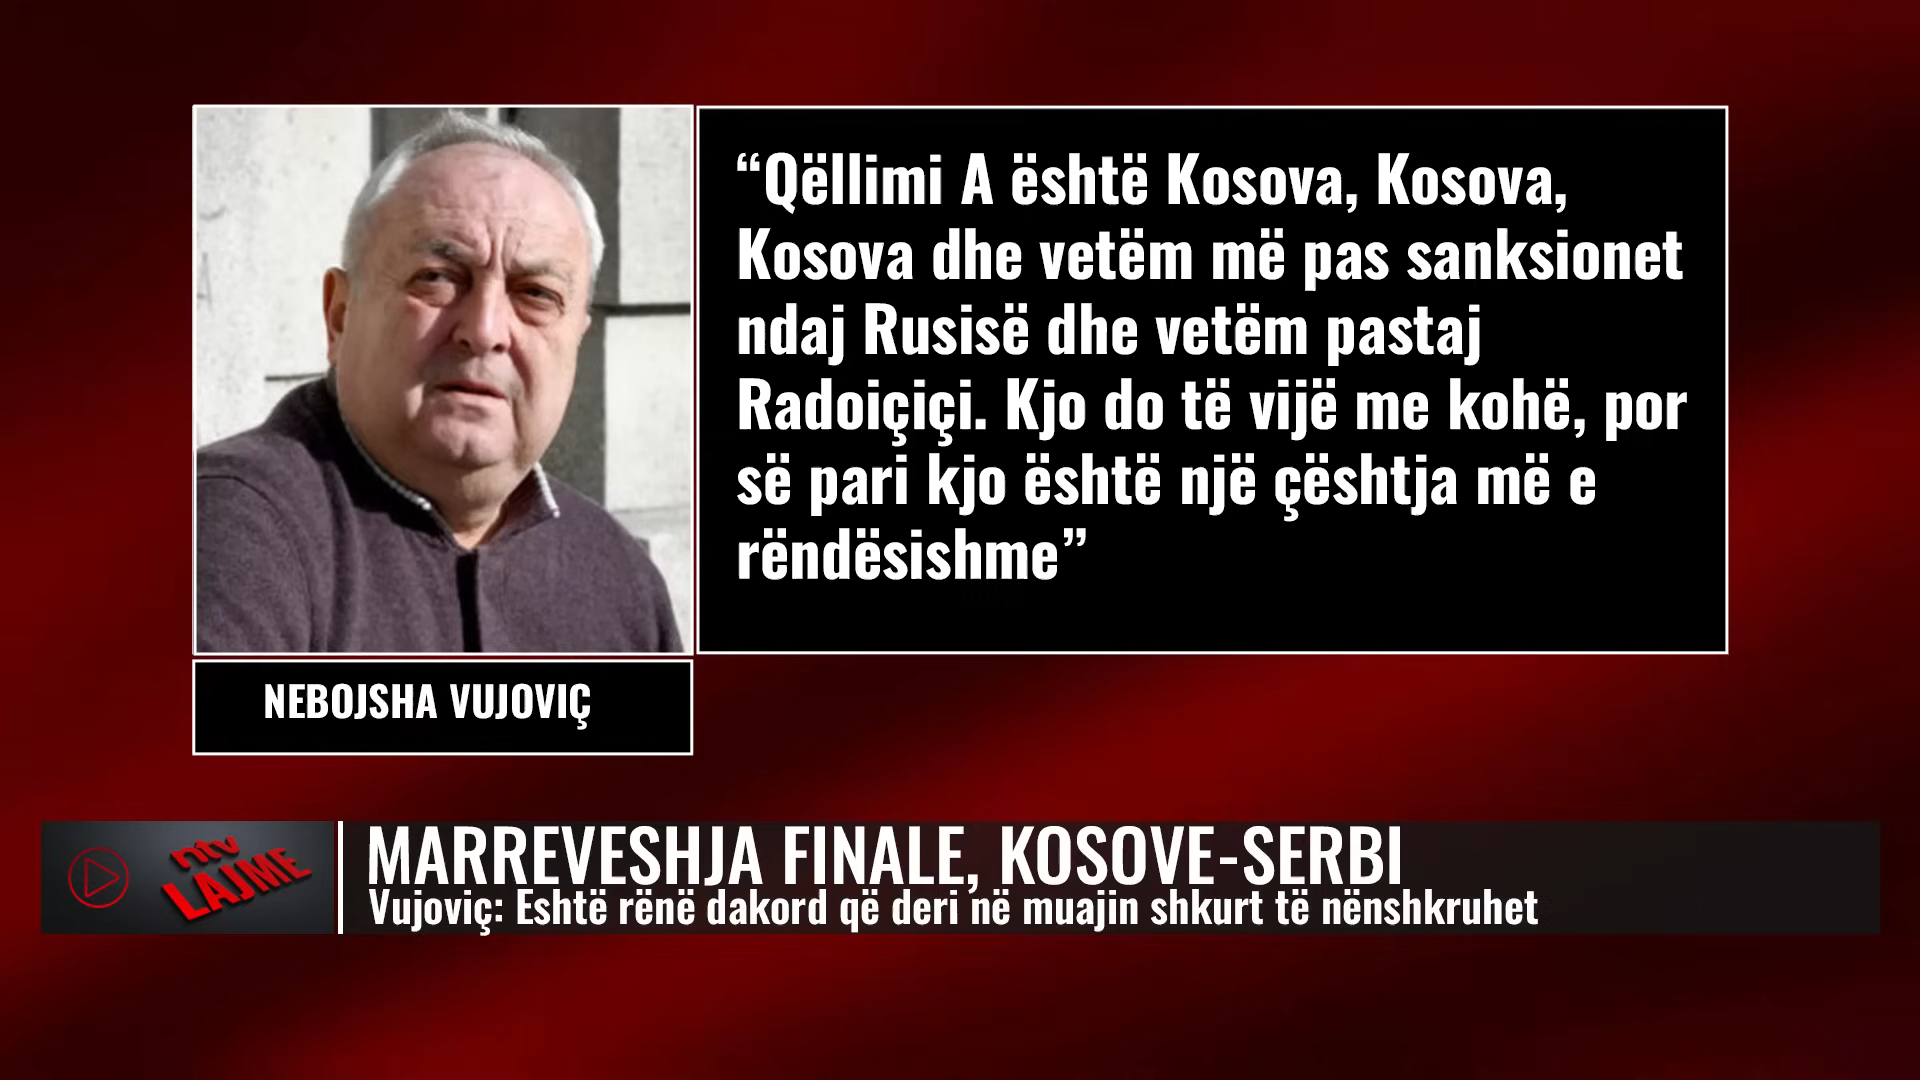 “Qëllimi A është Kosova, Kosova,
Kosova dhe vetëm më pas sanksionet
ndaj Rusisë dhe vetëm pastaj
Radoiçiçi. Kjo do të vijë me kohë, por
së pari kjo është një çështja më e
rëndësishme”
NEBOJSHA VUJOVIÇ
ntv
LAJME
MARREVESHJA FINALE, KOSOVE-SERBI
Vujoviç: Eshtë rënë dakord që deri në muajin shkurt të nënshkruhet